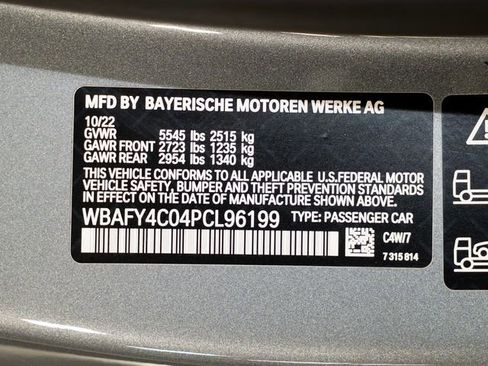 MFD BY BAYERISCHE MOTOREN WERKE AG
10/22
GVWR 5545 lbs 2515 kg
GAWR FRONT 2723 lbs 1235 kg
GAWR REAR 2954 lbs 1340 kg
THIS VEHICLE CONFORMS TO ALL APPLICABLE U.S.FEDERAL MOTOR
VEHICLE SAFETY, BUMPER AND THEFT PREVENTION STANDARDS
IN EFFECT ON THE DATE OF MANUFACTURE SHOWN ABOVE.
WBAFY4C04PCL96199 TYPE: PASSENGER CAR
C4W/7
7 315 814